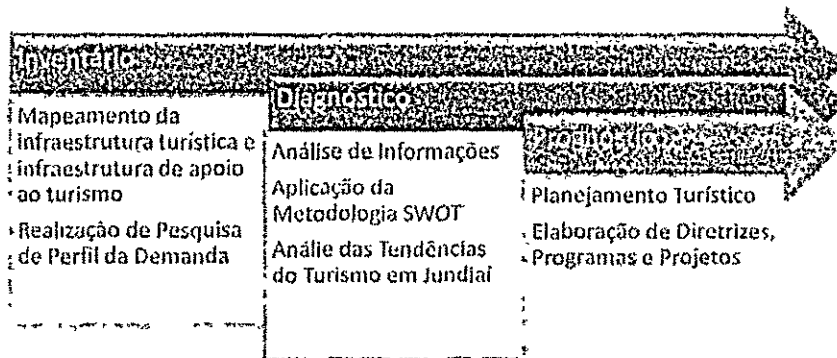 Inventário
Mapeamento da
infraestrutura turística e
infraestrutura de apoio
ao turismo
Realização de Pesquisa
de Perfil da Demanda
Diagnóstico
Análise de Informações
Aplicação da
Metodologia SWOT
Análie das Tendências
do Turismo em Jundiaí
Prognóstico
Planejamento Turístico
Elaboração de Diretrizes,
Programas e Projetos